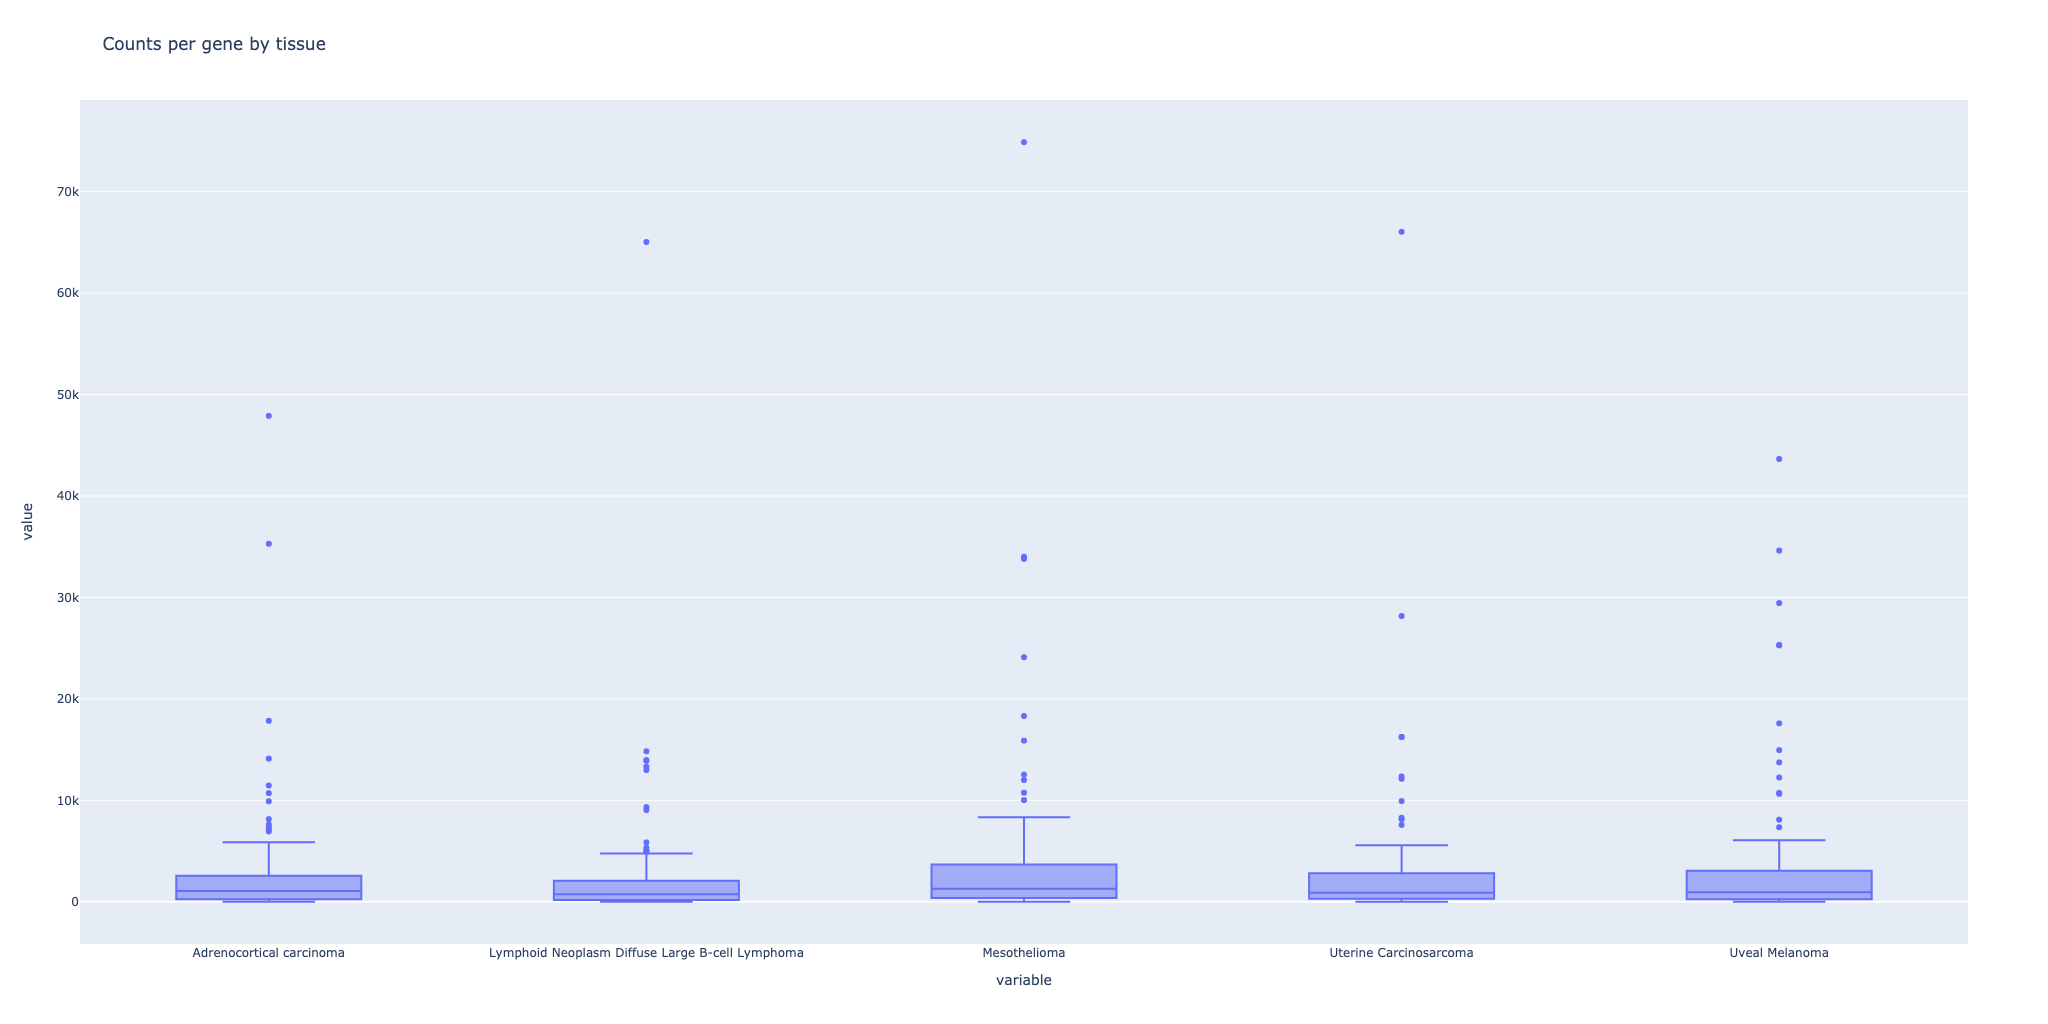 Counts per gene by tissue
70k
60k
50k
40k
30k
20k
10k
0
value
Adrenocortical carcinoma
Lymphoid Neoplasm Diffuse Large B-cell Lymphoma
Mesothelioma
Uterine Carcinosarcoma
Uveal Melanoma
variable